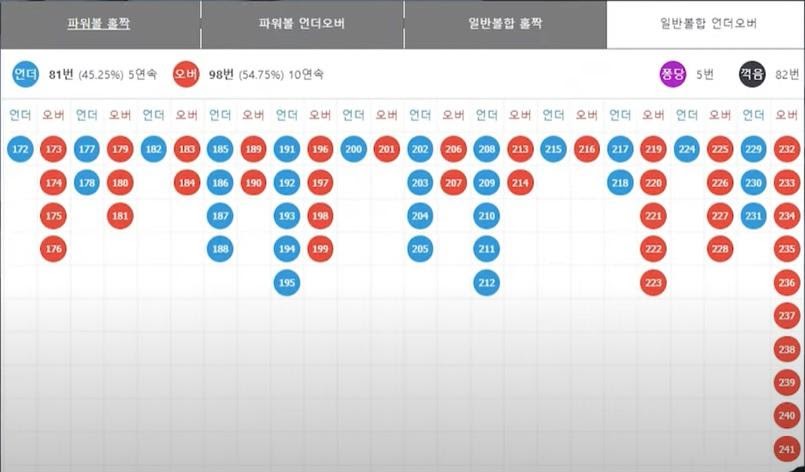 파워볼 홀짝 파워볼 언더오버 일반볼합 홀짝 일반볼합 언더오버
언더 81번 (45.25%) 5연속 오버 98번 (54.75%) 10연속 퐁당 5번 꺽음 82번
언더 오버 언더 오버 언더 오버 언더 오버 언더 오버 언더 오버 언더 오버 언더 오버 언더 오버 언더 오버 언더 오버 언더 오버
172 173 177 179 182 183 185 189 191 196 200 201 202 206 208 213 215 216 217 219 224 225 229 232
174 178 180 184 186 190 192 197 203 207 209 214 218 220 226 230 233
175 181 187 193 198 204 210 221 227 231 234
176 188 194 199 205 211 222 228 235
195 212 223 236
237
238
239
240
241